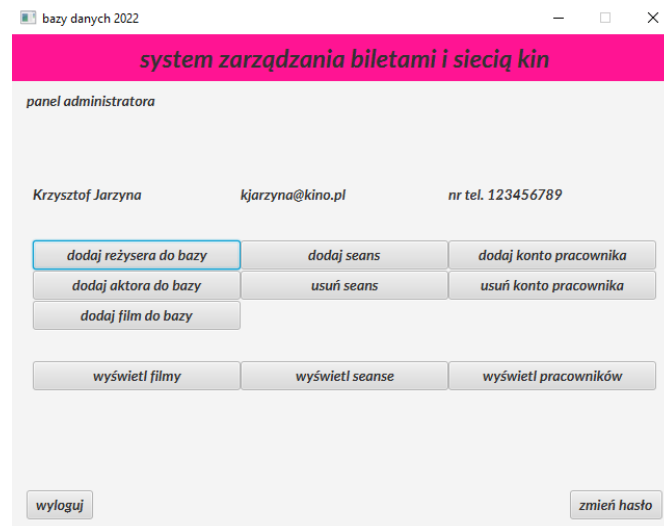 bazy danych 2022
system zarządzania biletami i siecią kin
panel administratora
Krzysztof Jarzyna kjarzyna@kino.pl nr tel. 123456789
dodaj reżysera do bazy dodaj seans dodaj konto pracownika
dodaj aktora do bazy usuń seans usuń konto pracownika
dodaj film do bazy
wyświetl filmy wyświetl seanse wyświetl pracowników
wyloguj zmień hasło